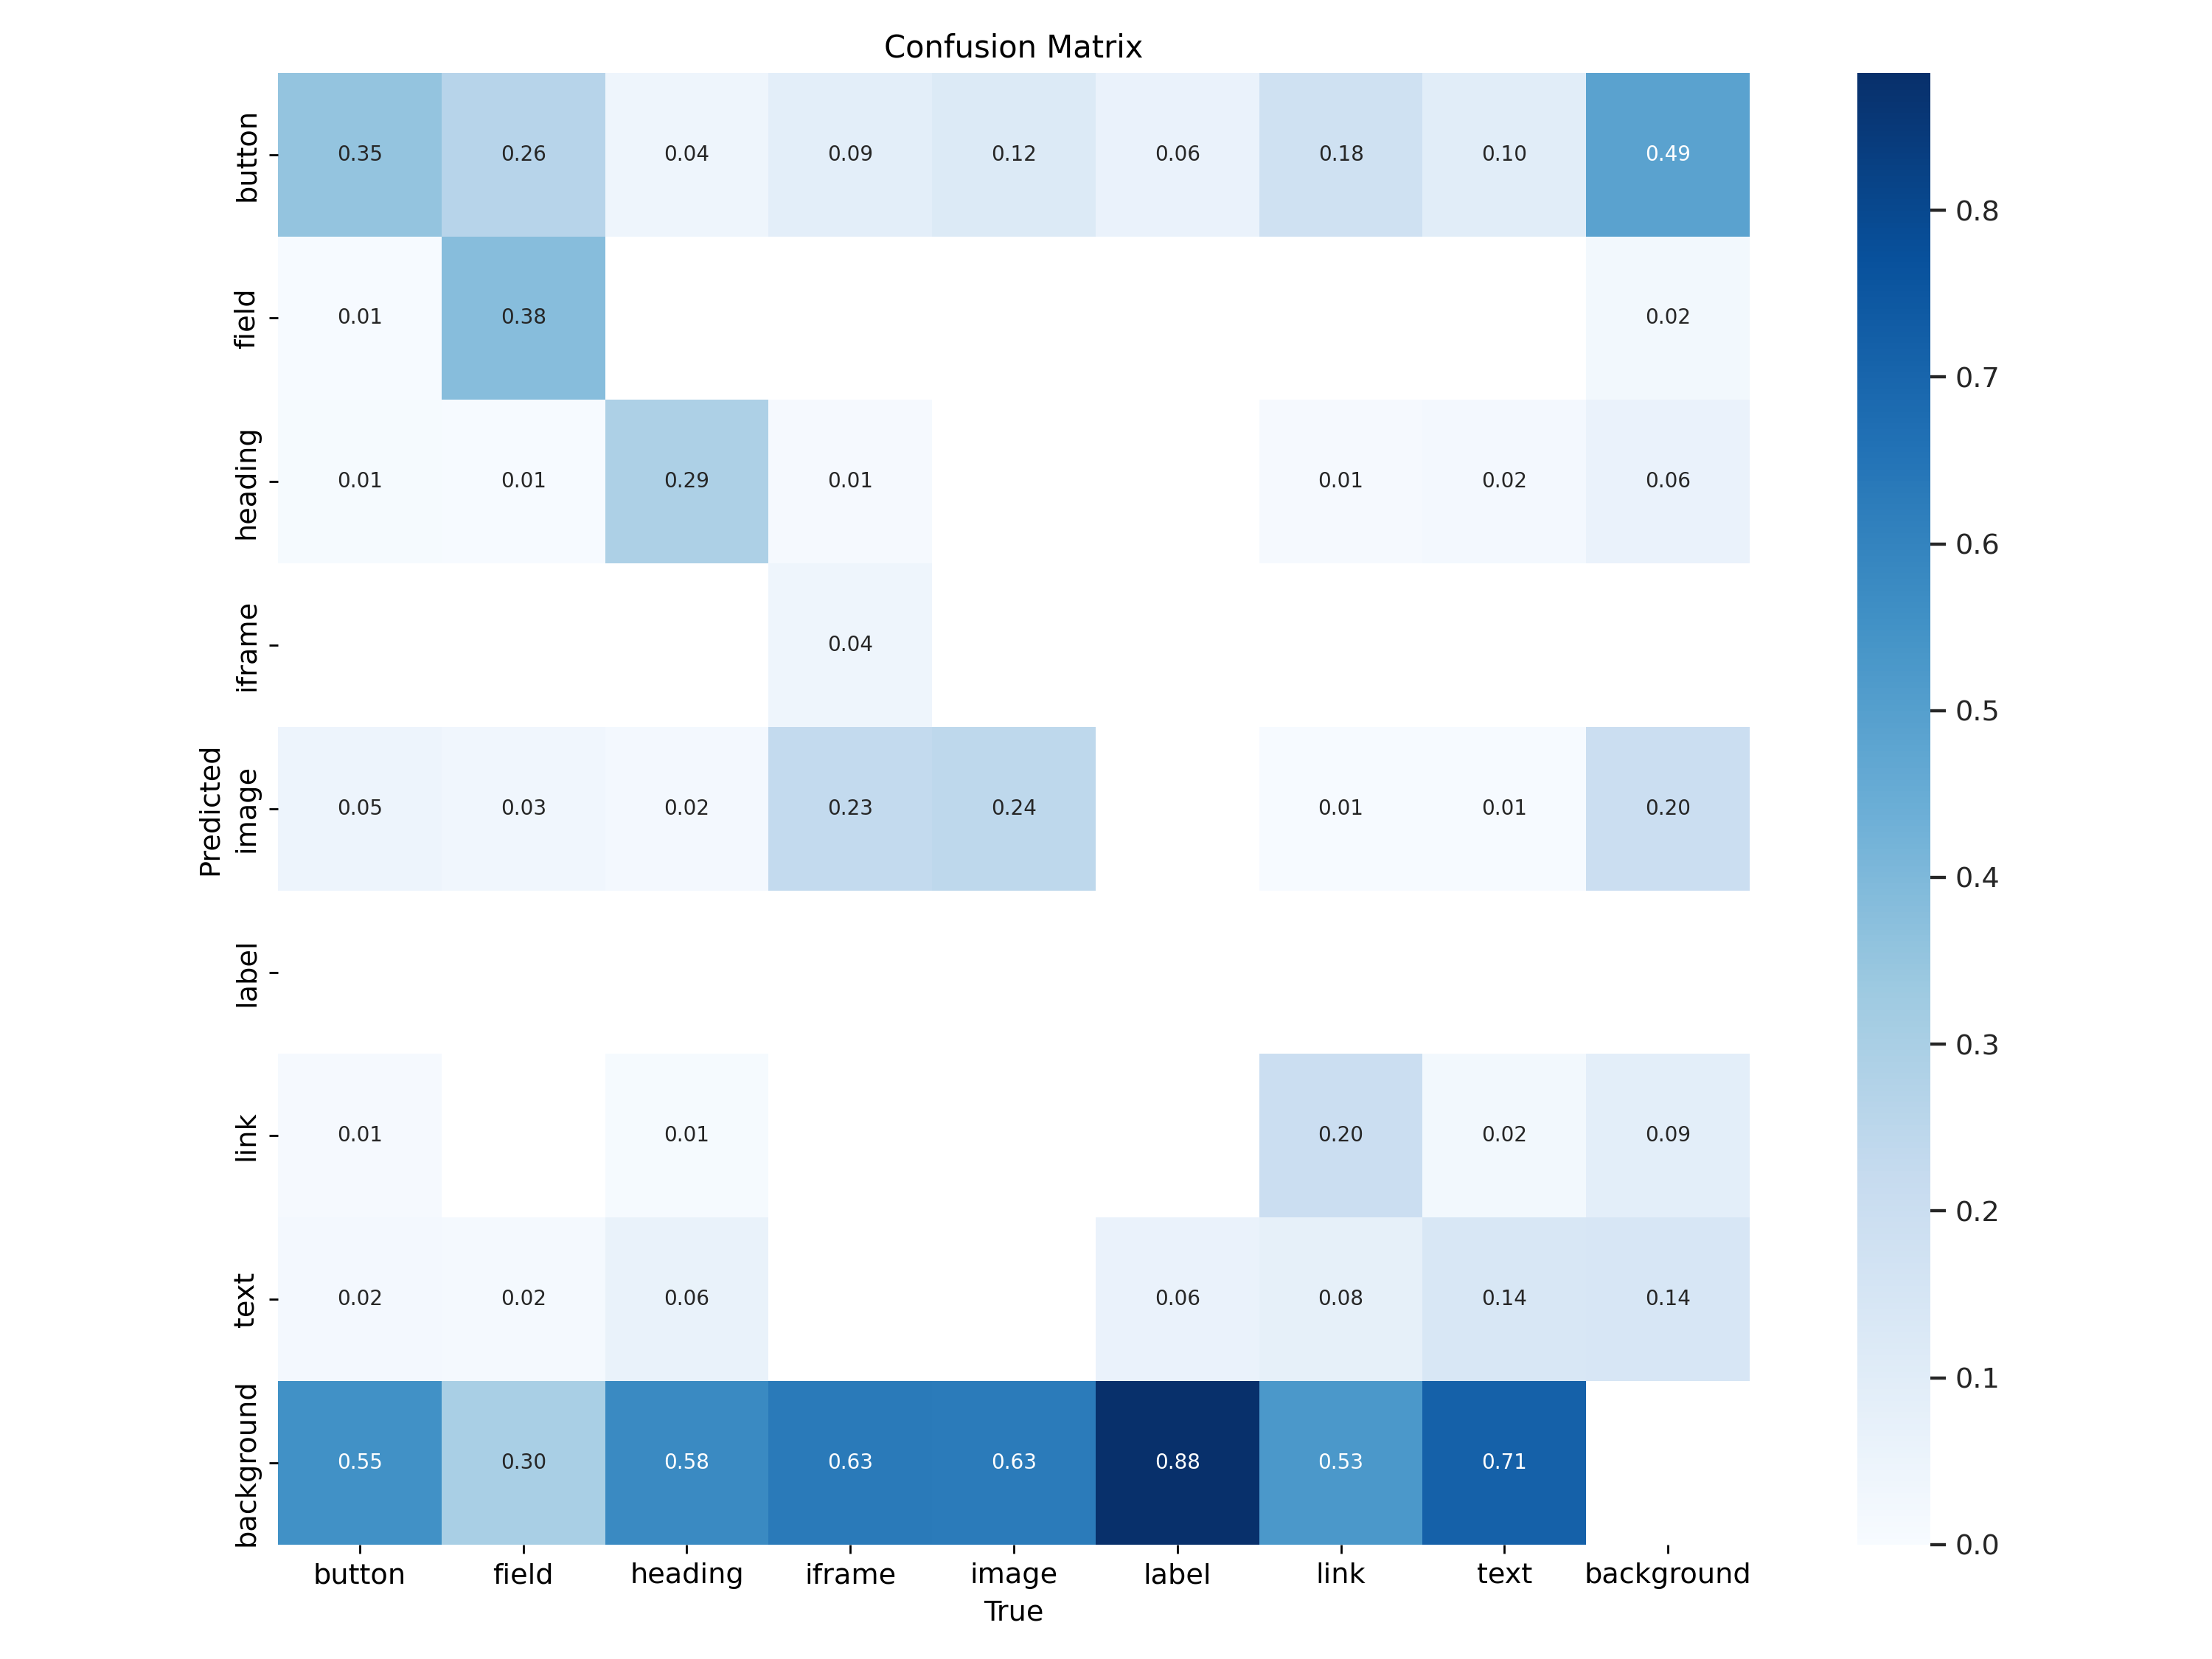 Confusion Matrix
button 0.35 0.26 0.04 0.09 0.12 0.06 0.18 0.10 0.49
field 0.01 0.38 0.02
heading 0.01 0.01 0.29 0.01 0.01 0.02 0.06
iframe 0.04
Predicted
image 0.05 0.03 0.02 0.23 0.24 0.01 0.01 0.20
label
link 0.01 0.01 0.20 0.02 0.09
text 0.02 0.02 0.06 0.06 0.08 0.14 0.14
background 0.55 0.30 0.58 0.63 0.63 0.88 0.53 0.71
button field heading iframe image label link text background
True
0.8
0.7
0.6
0.5
0.4
0.3
0.2
0.1
0.0